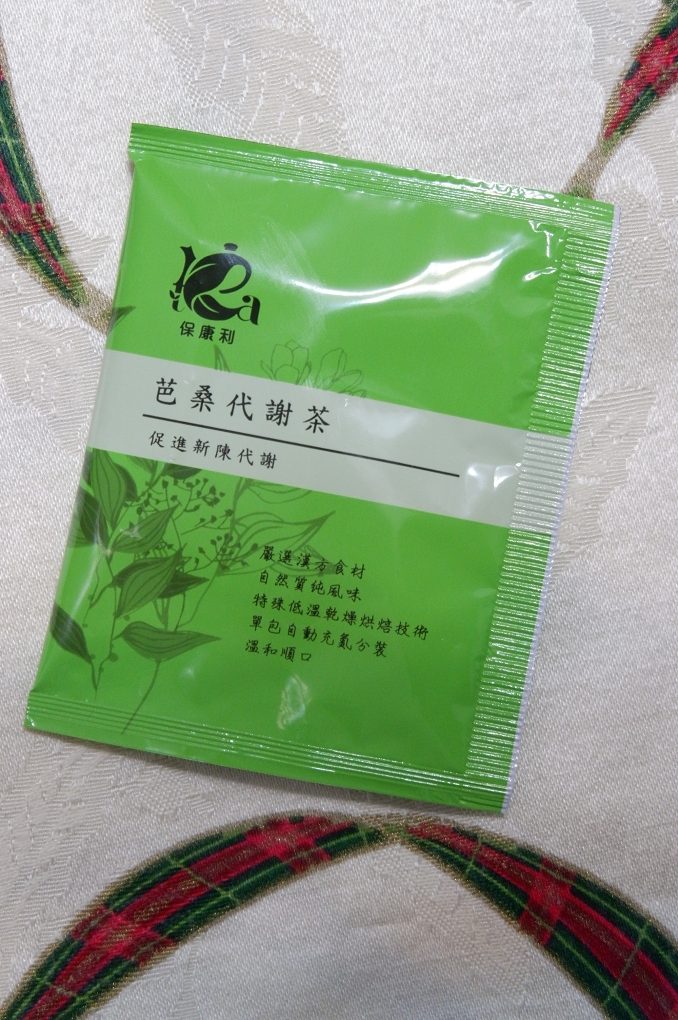 保康利
芭桑代謝茶
促進新陳代謝
嚴選漢方食材
自然質純風味
特殊低溫乾燥烘焙技術
單包自動充氮分裝
溫和順口